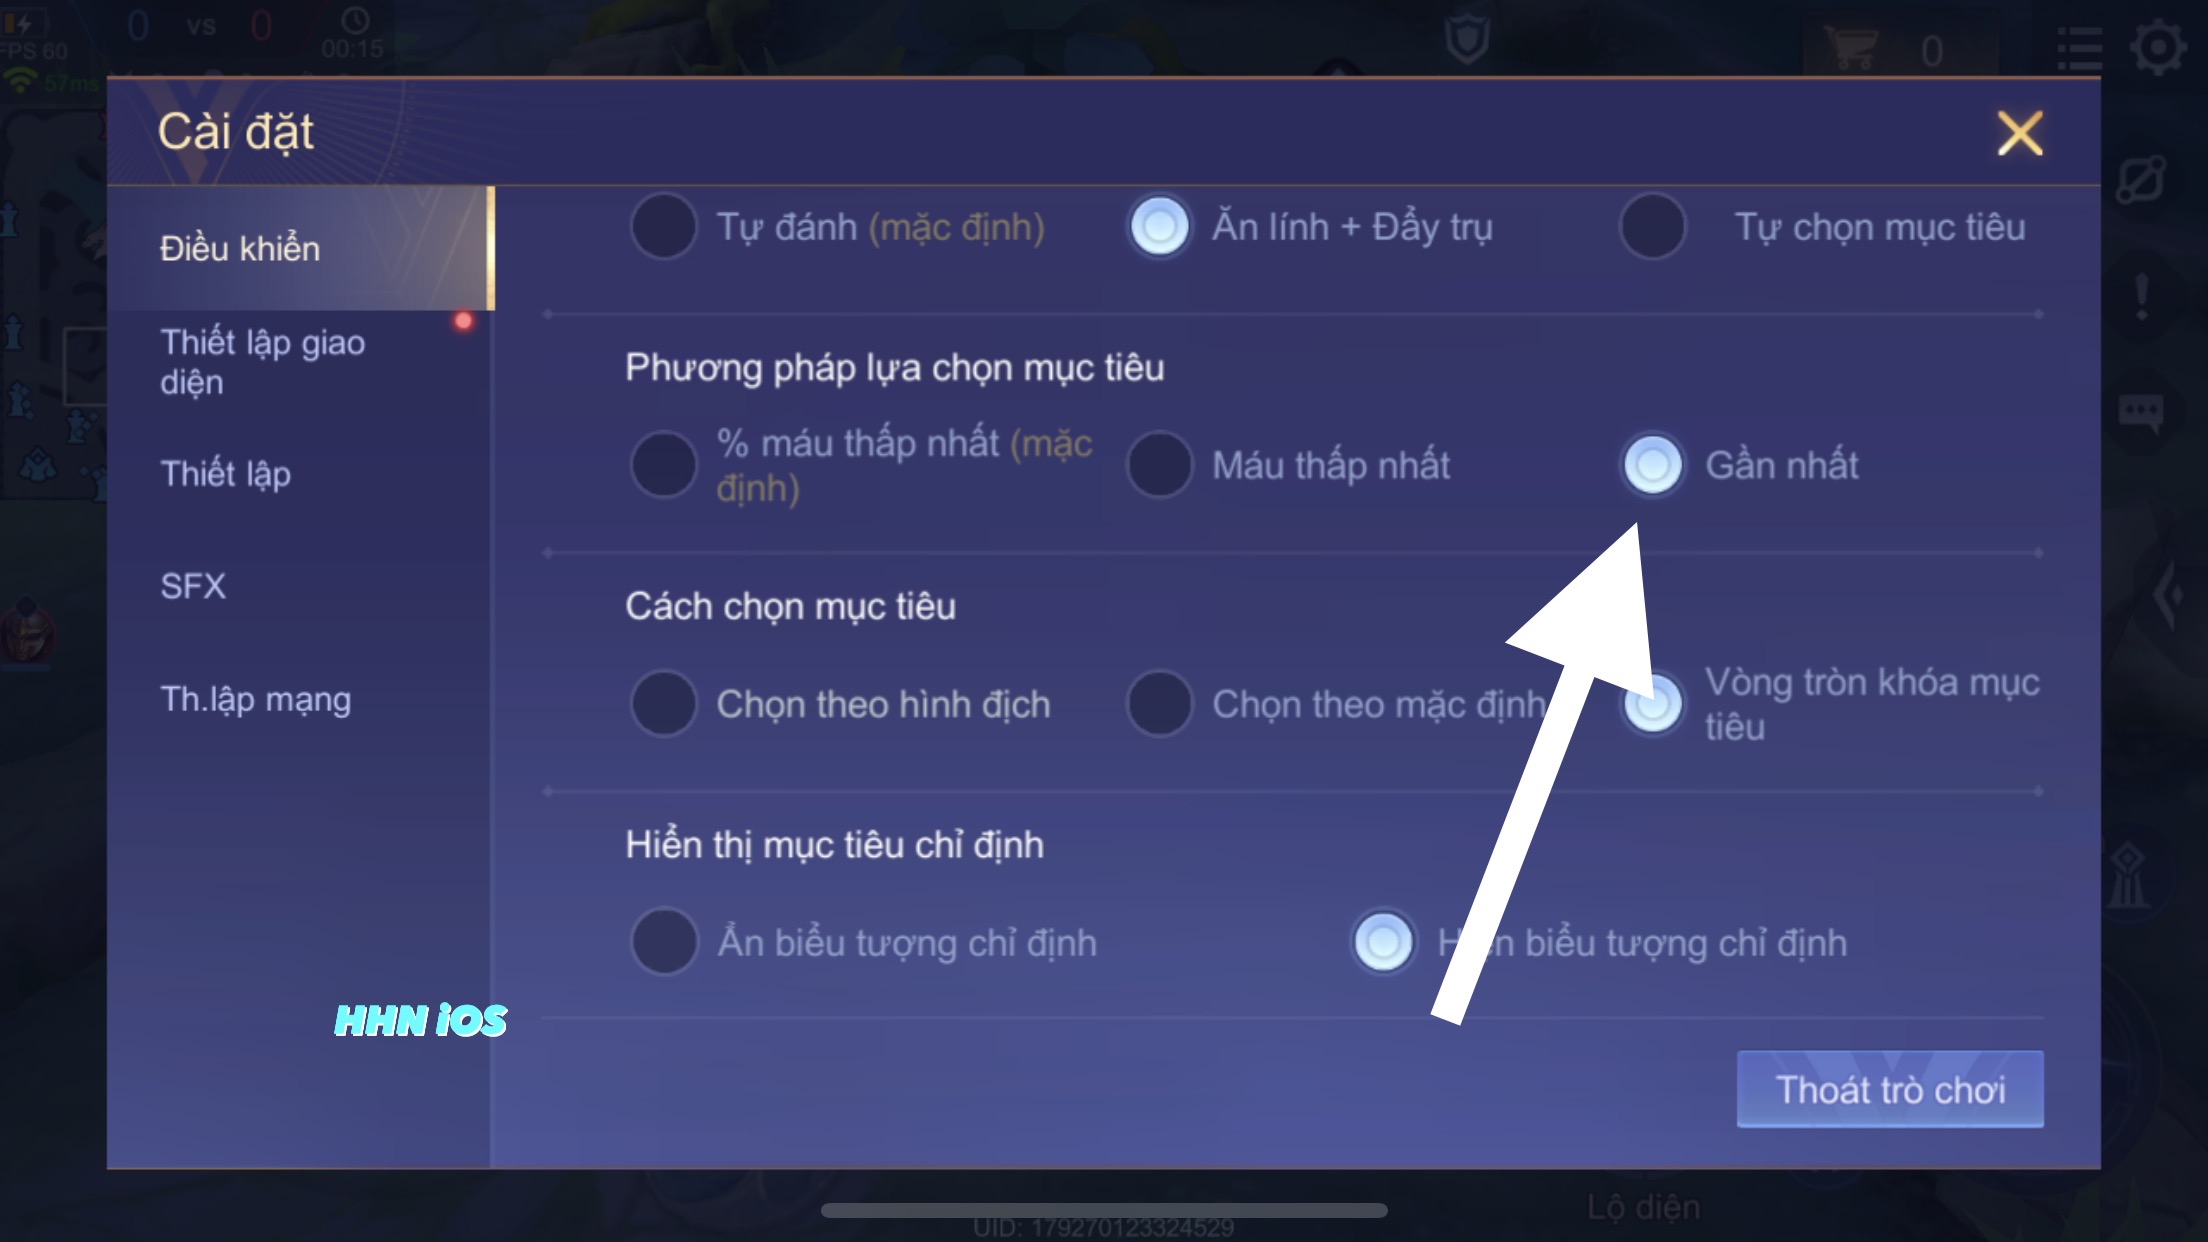 0 vs 0
FPS 60
00:15
57ms
0
Cài đặt
Điều khiển
Thiết lập giao
diện
Thiết lập
SFX
Th.lập mạng
Tự đánh (mặc định)
Ăn lính + Đẩy trụ
Tự chọn mục tiêu
Phương pháp lựa chọn mục tiêu
% máu thấp nhất (mặc
định)
Máu thấp nhất
Gần nhất
Cách chọn mục tiêu
Chọn theo hình địch
Chọn theo mặc định
Vòng tròn khóa mục
tiêu
Hiển thị mục tiêu chỉ định
Ẩn biểu tượng chỉ định
Hiện biểu tượng chỉ định
HHN iOS
Thoát trò chơi
Lộ diện
UID: 179270123324529